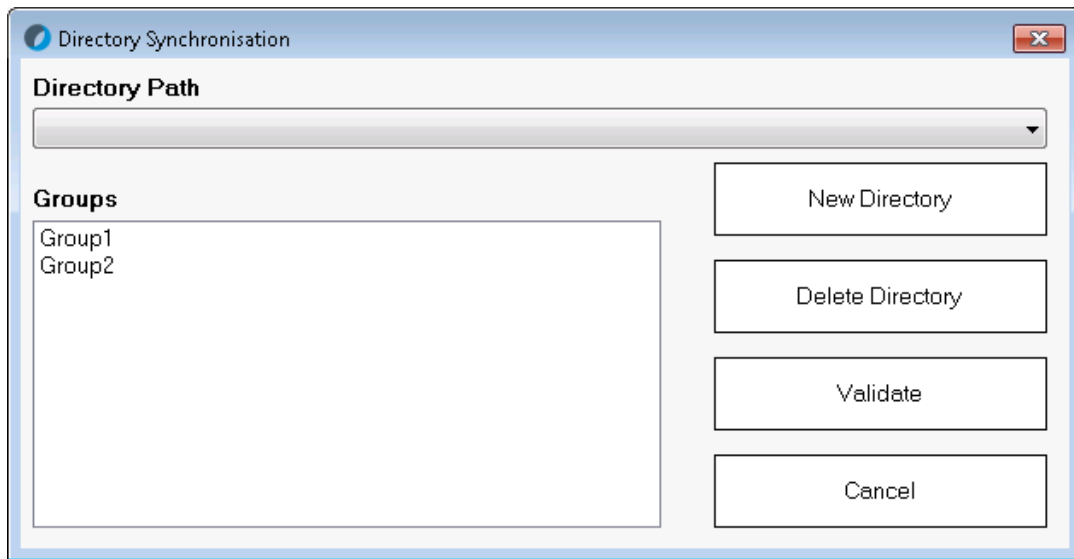 Directory Synchronisation
Directory Path
Groups
Group1
Group2
New Directory
Delete Directory
Validate
Cancel